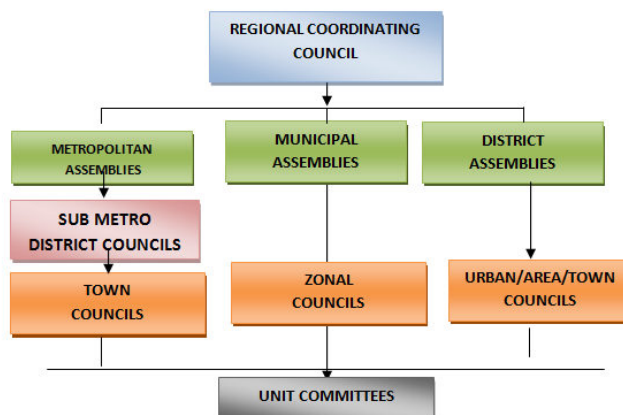 REGIONAL COORDINATING
COUNCIL
METROPOLITAN
ASSEMBLIES
MUNICIPAL
ASSEMBLIES
DISTRICT
ASSEMBLIES
SUB METRO
DISTRICT COUNCILS
TOWN
COUNCILS
ZONAL
COUNCILS
URBAN/AREA/TOWN
COUNCILS
UNIT COMMITTEES